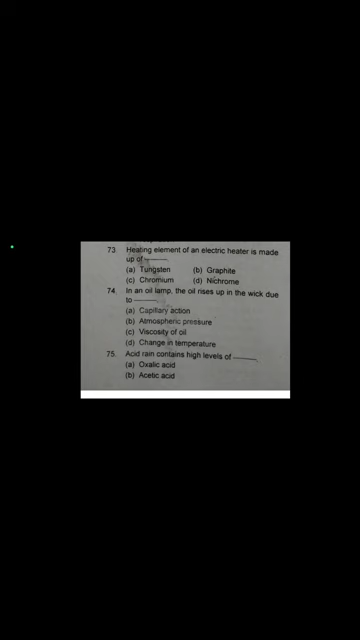 73. Heating element of an electric heater is made
up of
(a) Tungsten (b) Graphite
(c) Chromium (d) Nichrome
74. In an oil lamp, the oil rises up in the wick due
to
(a) Capillary action
(b) Atmospheric pressure
(c) Viscosity of oil
(d) Change in temperature
75. Acid rain contains high levels of
(a) Oxalic acid
(b) Acetic acid